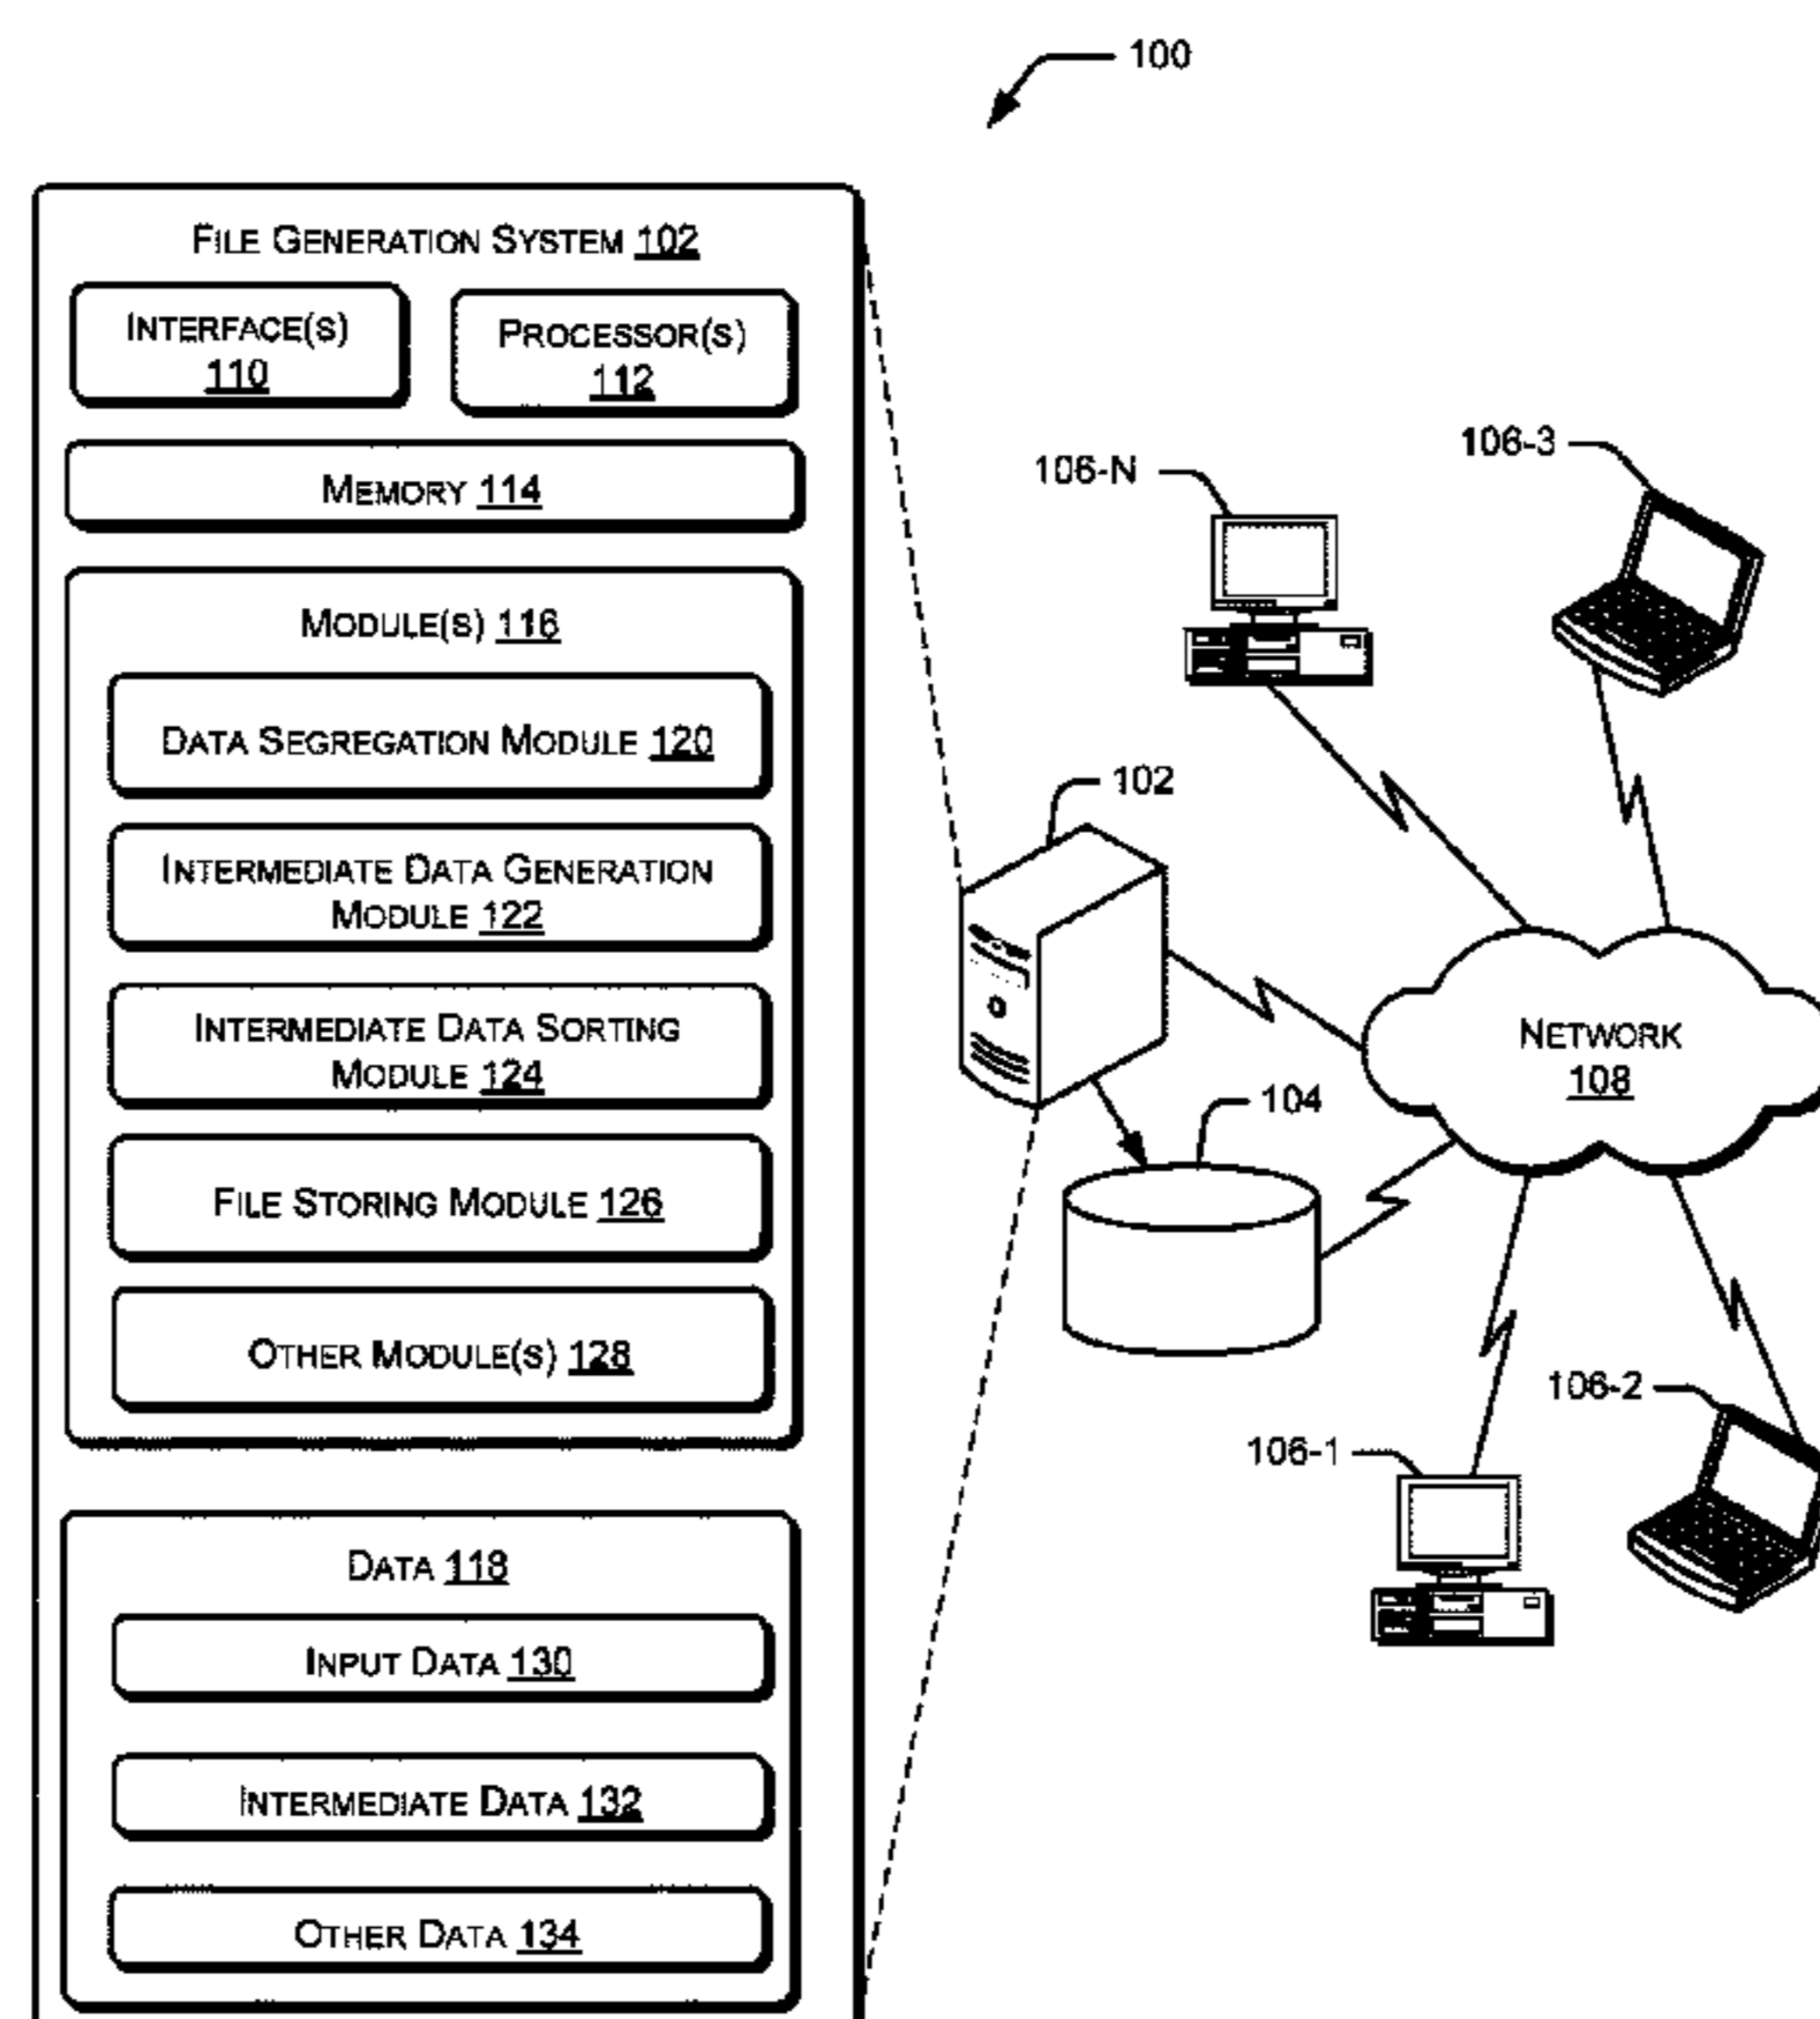 100
FILE GENERATION SYSTEM 102
INTERFACE(S)
110
PROCESSOR(S)
112
MEMORY 114
MODULE(S) 116
DATA SEGREGATION MODULE 120
INTERMEDIATE DATA GENERATION
MODULE 122
INTERMEDIATE DATA SORTING
MODULE 124
FILE STORING MODULE 126
OTHER MODULE(S) 128
DATA 118
INPUT DATA 130
INTERMEDIATE DATA 132
OTHER DATA 134
106-N
106-3
102
NETWORK
108
104
106-2
106-1